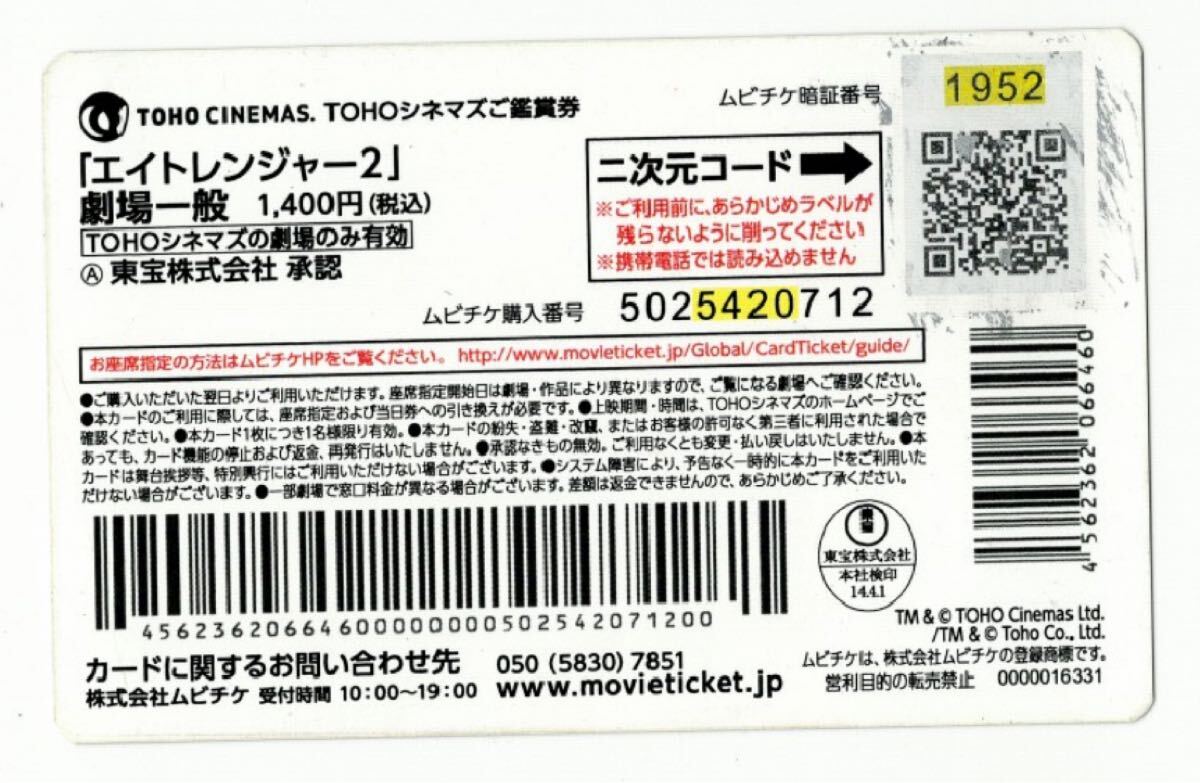 TOHO CINEMAS. TOHOシネマズご鑑賞券
「エイトレンジャー2」
劇場一般 1,400円(税込)
TOHOシネマズの劇場のみ有効
Ⓐ 東宝株式会社 承認
ムビチケ暗証番号
1952
二次元コード
※ご利用前に、あらかじめラベルが
残らないように削ってください
※携帯電話では読み込めません
ムビチケ購入番号 5025420712
お座席指定の方法はムビチケHPをご覧ください。 http://www.movieticket.jp/Global/CardTicket/guide/
●ご購入いただいた翌日よりご利用いただけます。座席指定開始日は劇場・作品により異なりますので、ご覧になる劇場へご確認ください。
●本カードのご利用に際しては、座席指定および当日券への引き換えが必要です。●上映期間・時間は、TOHOシネマズのホームページでご
確認ください。●本カード1枚につき1名様限り有効。●本カードの紛失・盗難・改竄、またはお客様の許可なく第三者に利用された場合で
あっても、カード機能の停止および返金、再発行はいたしません。●承認なきもの無効。ご利用なくとも変更・払い戻しはいたしません。●本
カードは舞台挨拶等、特別興行にはご利用いただけない場合がございます。●システム障害により、予告なく一時的に本カードをご利用いた
だけない場合がございます。●一部劇場で窓口料金が異なる場合がございます。差額は返金できませんので、あらかじめご了承ください。
456236206646000000000502542071200
4562362066460
東宝株式会社
本社検印
14.4.1
TM & © TOHO Cinemas Ltd.
/TM & © Toho Co., Ltd.
カードに関するお問い合わせ先 050 (5830) 7851
株式会社ムビチケ 受付時間 10:00〜19:00 www.movieticket.jp
ムビチケは、株式会社ムビチケの登録商標です。
営利目的の転売禁止 0000016331